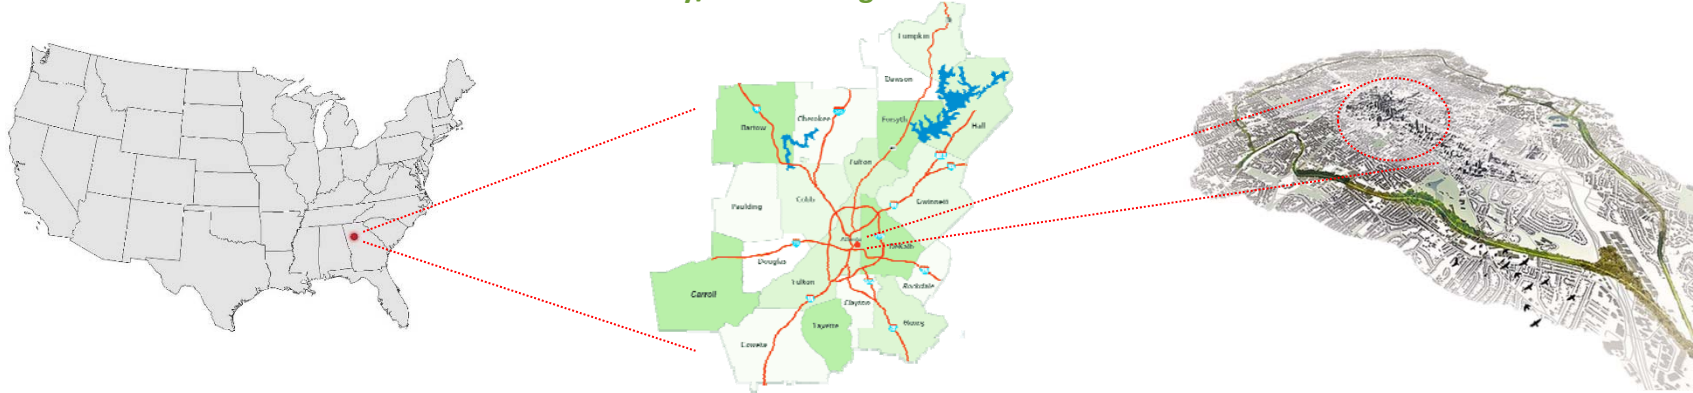 Lumpkin
Dawson
Cherokee
Forsyth
Bartow
Hall
Fulton
Paulding
Cobb
Gwinnett
Douglas
Fulton
Rockdale
Carroll
Clayton
Henry
Fayette
Coweta